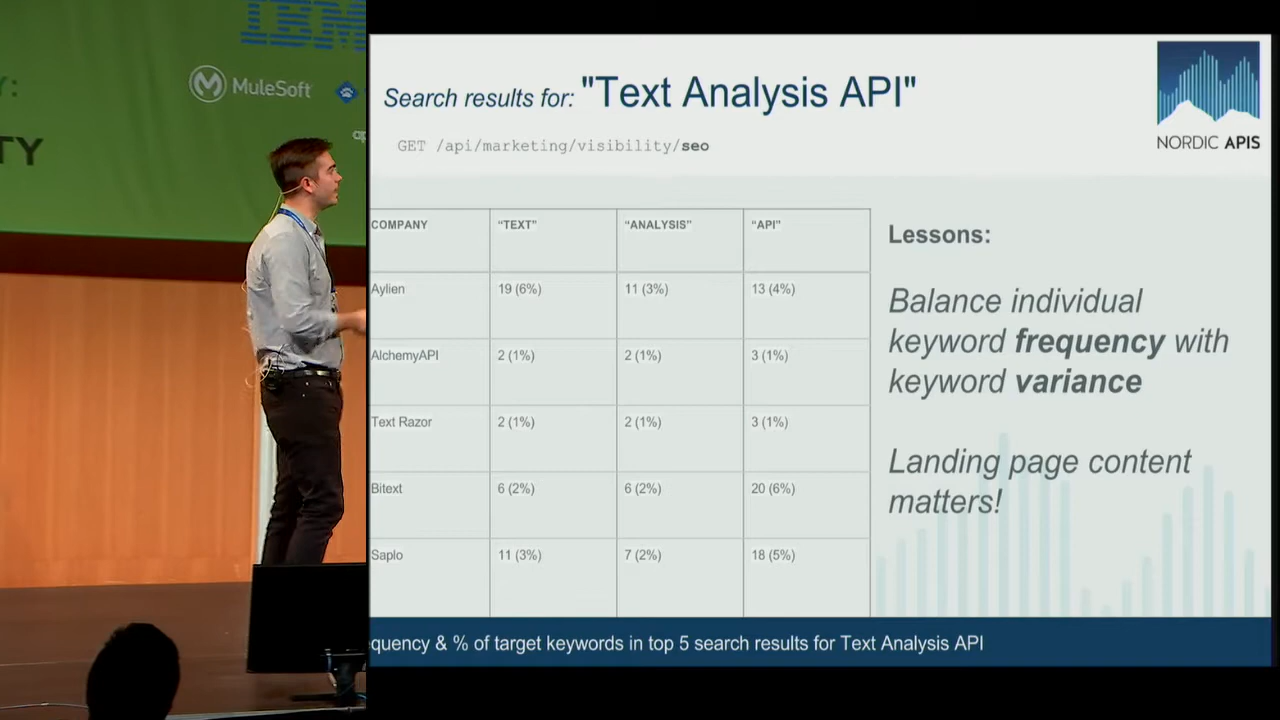 IBM
Y:
MuleSoft
TY
Search results for: "Text Analysis API"
GET /api/marketing/visibility/seo
NORDIC APIS
COMPANY "TEXT" "ANALYSIS" "API"
Aylien 19 (6%) 11 (3%) 13 (4%)
AlchemyAPI 2 (1%) 2 (1%) 3 (1%)
Text Razor 2 (1%) 2 (1%) 3 (1%)
Bitext 6 (2%) 6 (2%) 20 (6%)
Saplo 11 (3%) 7 (2%) 18 (5%)
Lessons:
Balance individual
keyword frequency with
keyword variance
Landing page content
matters!
equency & % of target keywords in top 5 search results for Text Analysis API